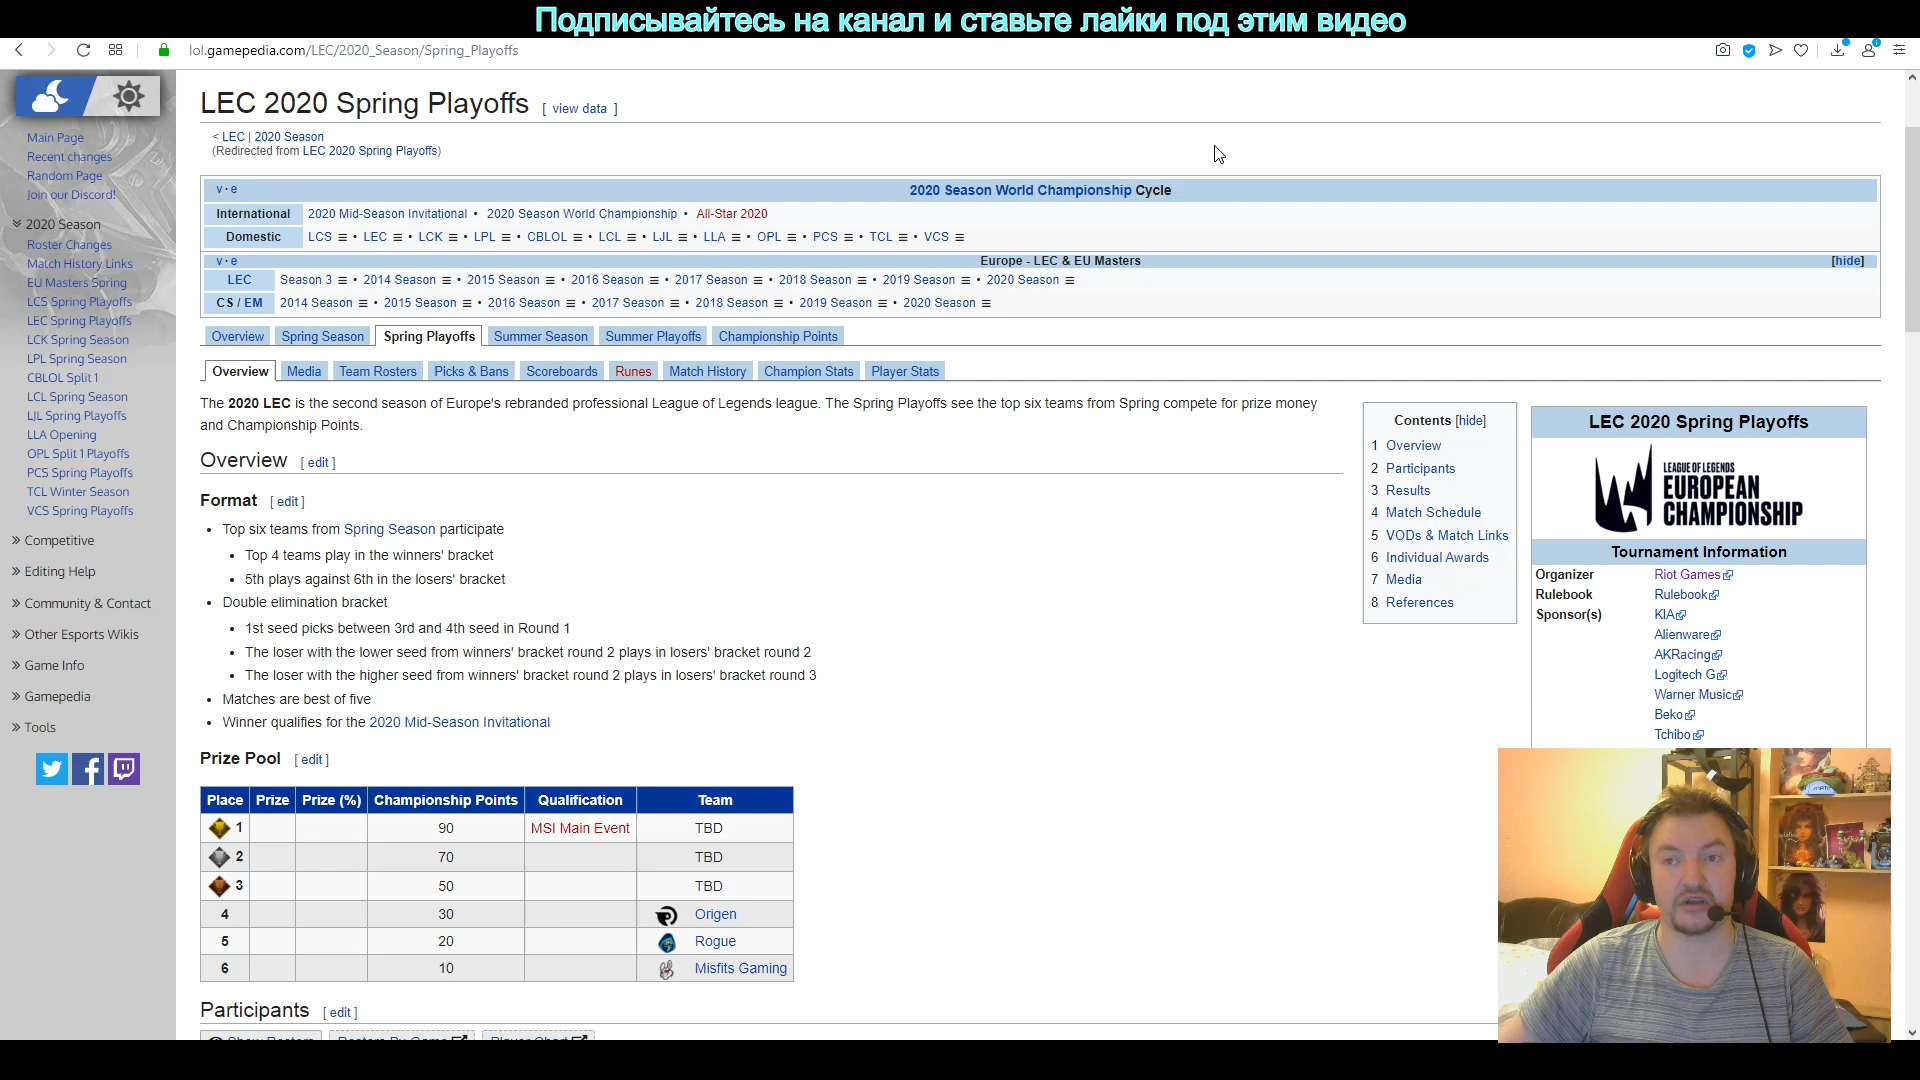 Подписывайтесь на канал и ставьте лайки под этим видео
lol.gamepedia.com/LEC/2020_Season/Spring_Playoffs
Main Page
Recent changes
Random Page
Join our Discord!
2020 Season
Roster Changes
Match History Links
EU Masters Spring
LCS Spring Playoffs
LEC Spring Playoffs
LCK Spring Season
LPL Spring Season
CBLOL Split 1
LCL Spring Season
LJL Spring Playoffs
LLA Opening
OPL Split 1 Playoffs
PCS Spring Playoffs
TCL Winter Season
VCS Spring Playoffs
Competitive
Editing Help
Community & Contact
Other Esports Wikis
Game Info
Gamepedia
Tools
LEC 2020 Spring Playoffs [ view data ]
< LEC | 2020 Season
(Redirected from LEC 2020 Spring Playoffs)
v · e 2020 Season World Championship Cycle
International 2020 Mid-Season Invitational • 2020 Season World Championship • All-Star 2020
Domestic LCS ≡ • LEC ≡ • LCK ≡ • LPL ≡ • CBLOL ≡ • LCL ≡ • LJL ≡ • LLA ≡ • OPL ≡ • PCS ≡ • TCL ≡ • VCS ≡
v · e Europe - LEC & EU Masters [hide]
LEC Season 3 ≡ • 2014 Season ≡ • 2015 Season ≡ • 2016 Season ≡ • 2017 Season ≡ • 2018 Season ≡ • 2019 Season ≡ • 2020 Season ≡
CS / EM 2014 Season ≡ • 2015 Season ≡ • 2016 Season ≡ • 2017 Season ≡ • 2018 Season ≡ • 2019 Season ≡ • 2020 Season ≡
Overview Spring Season Spring Playoffs Summer Season Summer Playoffs Championship Points
Overview Media Team Rosters Picks & Bans Scoreboards Runes Match History Champion Stats Player Stats
The 2020 LEC is the second season of Europe's rebranded professional League of Legends league. The Spring Playoffs see the top six teams from Spring compete for prize money
and Championship Points.
Overview [ edit ]
Format [ edit ]
• Top six teams from Spring Season participate
• Top 4 teams play in the winners' bracket
• 5th plays against 6th in the losers' bracket
• Double elimination bracket
• 1st seed picks between 3rd and 4th seed in Round 1
• The loser with the lower seed from winners' bracket round 2 plays in losers' bracket round 2
• The loser with the higher seed from winners' bracket round 2 plays in losers' bracket round 3
• Matches are best of five
• Winner qualifies for the 2020 Mid-Season Invitational
Prize Pool [ edit ]
Place Prize Prize (%) Championship Points Qualification Team
1 90 MSI Main Event TBD
2 70 TBD
3 50 TBD
4 30 Origen
5 20 Rogue
6 10 Misfits Gaming
Participants [ edit ]
Contents [hide]
1 Overview
2 Participants
3 Results
4 Match Schedule
5 VODs & Match Links
6 Individual Awards
7 Media
8 References
LEC 2020 Spring Playoffs
LEAGUE OF LEGENDS
EUROPEAN
CHAMPIONSHIP
Tournament Information
Organizer Riot Games
Rulebook Rulebook
Sponsor(s) KIA
Alienware
AKRacing
Logitech G
Warner Music
Beko
Tchibo